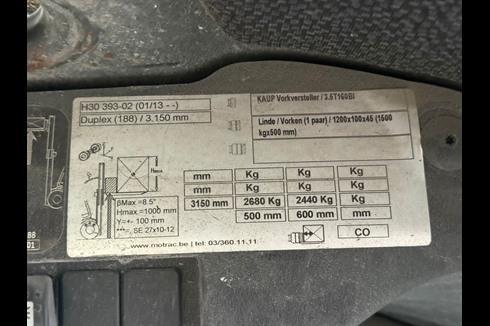 H30 393-02 (01/13 - -)
Duplex (188) / 3.150 mm
KAUP Vorkversteller / 3.5T160BI
Linde / Vorken (1 paar) / 1200x100x45 (1500 kgx500 mm)
mm Kg Kg Kg
mm Kg Kg Kg
3150 mm 2680 Kg 2440 Kg Kg
500 mm 600 mm mm
βMax =8.5°
Hmax =1000 mm
Y=+- 100 mm
SE 27x10-12
CO
www.motrac.be | tel: 03/360.11.11
88
01